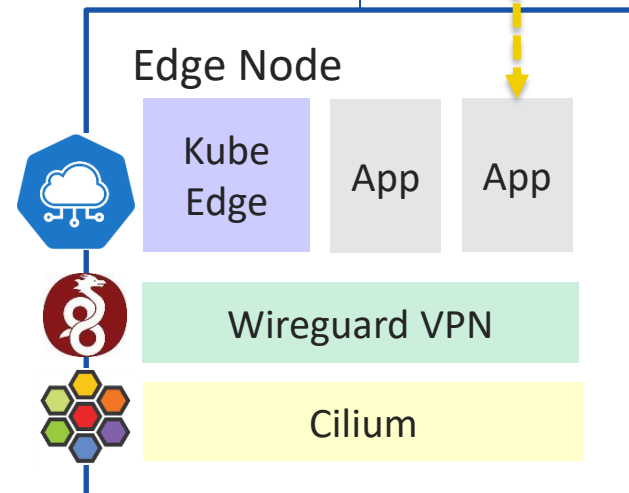 Edge Node
Kube
Edge
App
App
Wireguard VPN
Cilium